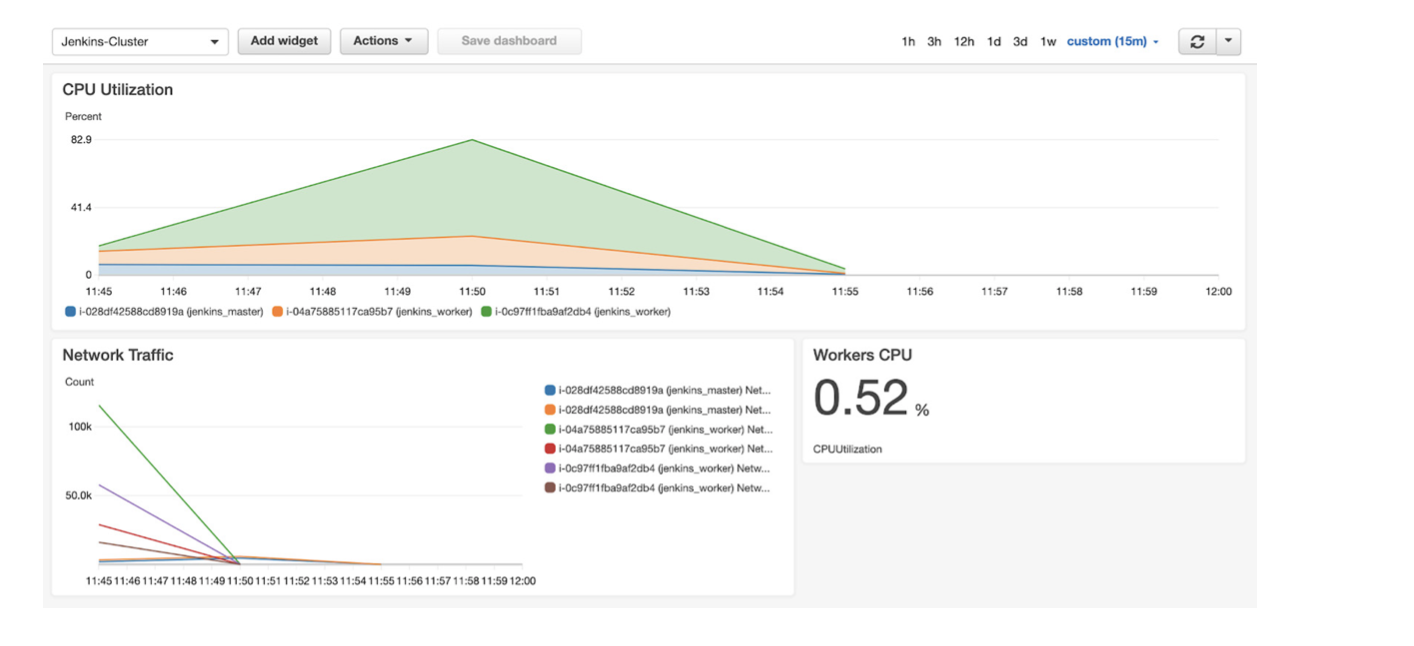 Jenkins-Cluster Add widget Actions Save dashboard 1h 3h 12h 1d 3d 1w custom (15m)
CPU Utilization
Percent
82.9
41.4
0
11:45 11:46 11:47 11:48 11:49 11:50 11:51 11:52 11:53 11:54 11:55 11:56 11:57 11:58 11:59 12:00
i-028df42588cd8919a (jenkins_master) i-04a75885117ca95b7 (jenkins_worker) i-0c97ff1fba9af2db4 (jenkins_worker)
Network Traffic
Count
100k
50.0k
11:45 11:46 11:47 11:48 11:49 11:50 11:51 11:52 11:53 11:54 11:55 11:56 11:57 11:58 11:59 12:00
i-028df42588cd8919a (jenkins_master) Net...
i-028df42588cd8919a (jenkins_master) Net...
i-04a75885117ca95b7 (jenkins_worker) Net...
i-04a75885117ca95b7 (jenkins_worker) Net...
i-0c97ff1fba9af2db4 (jenkins_worker) Netw...
i-0c97ff1fba9af2db4 (jenkins_worker) Netw...
Workers CPU
0.52 %
CPUUtilization